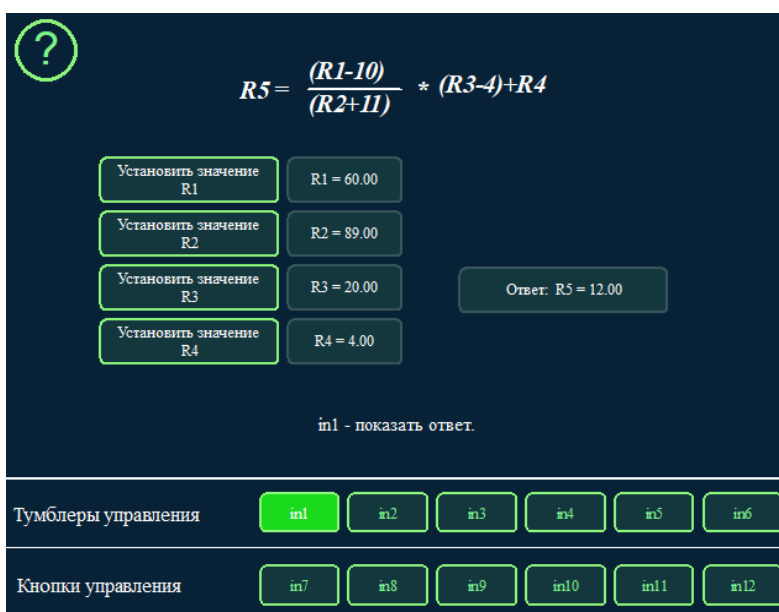 ?
R5 = (R1-10) / (R2+11) * (R3-4)+R4
Установить значение
R1
R1 = 60.00
Установить значение
R2
R2 = 89.00
Установить значение
R3
R3 = 20.00
Ответ: R5 = 12.00
Установить значение
R4
R4 = 4.00
in1 - показать ответ.
Тумблеры управления
in1
in2
in3
in4
in5
in6
Кнопки управления
in7
in8
in9
in10
in11
in12